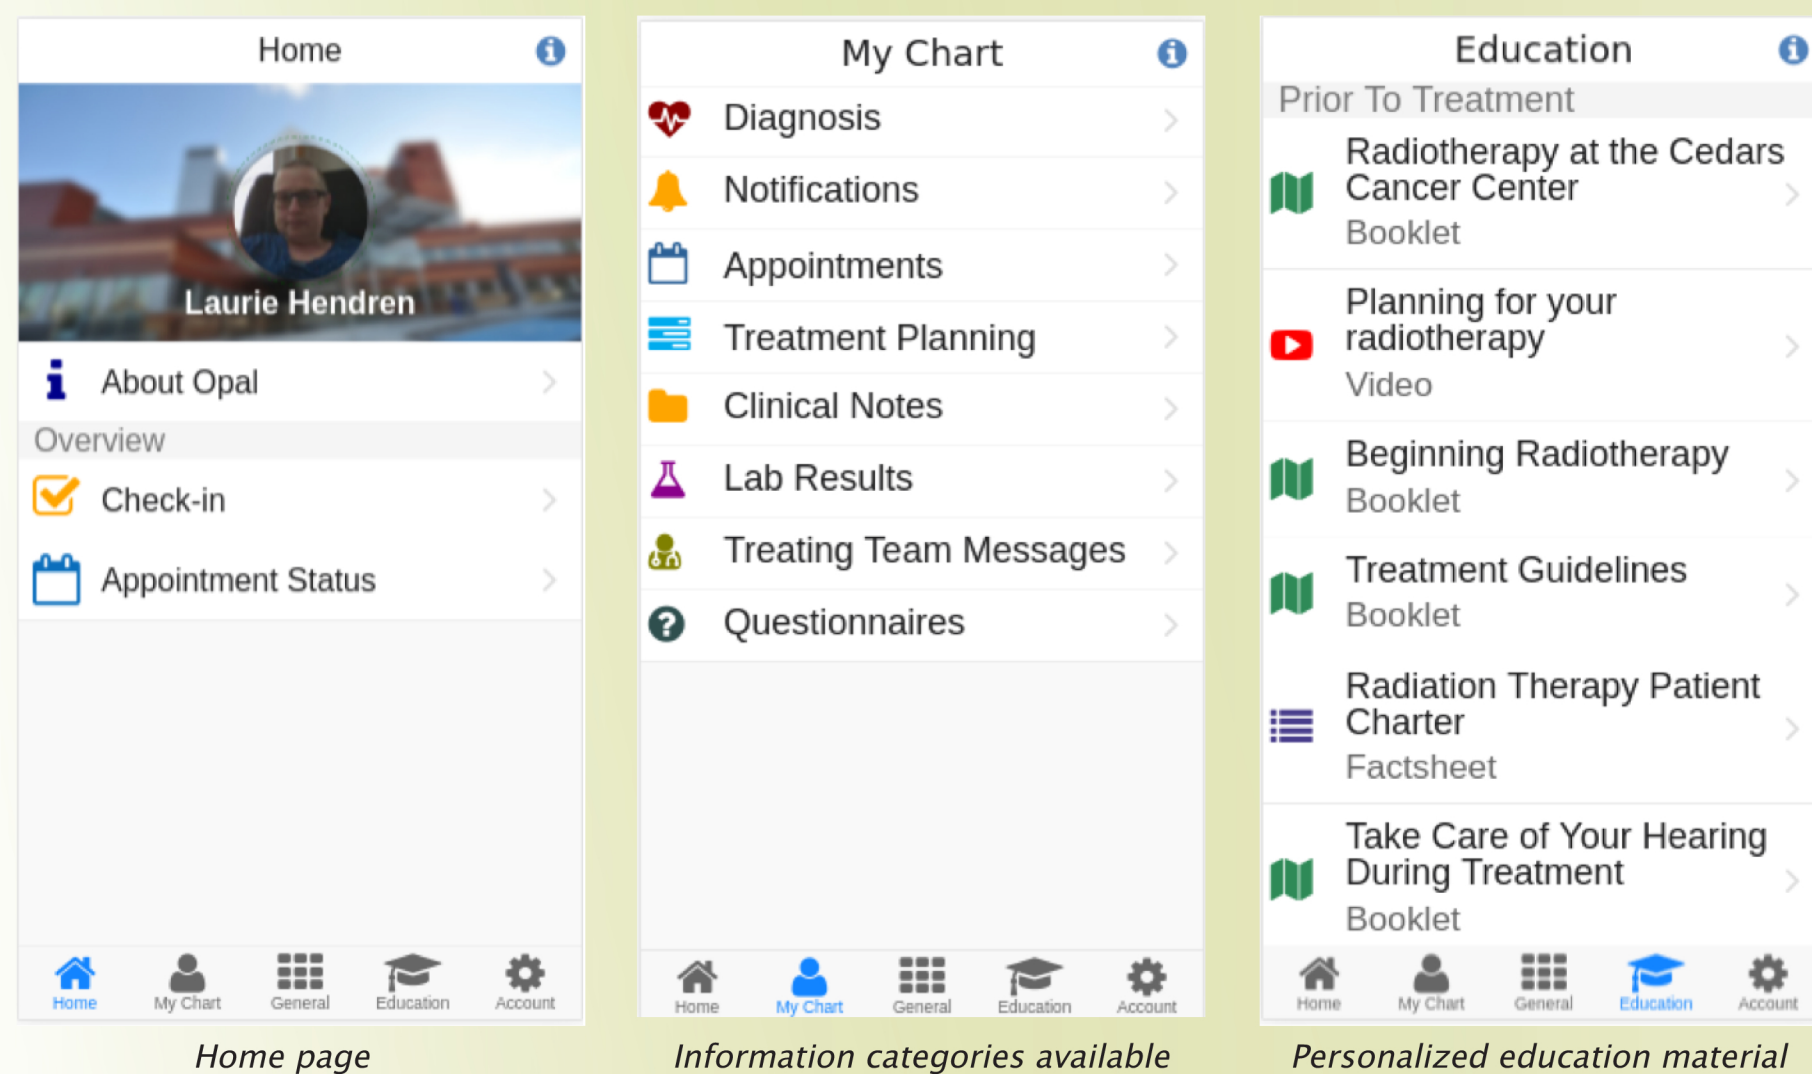 Home
Laurie Hendren
About Opal
Overview
Check-in
Appointment Status
Home
My Chart
General
Education
Account
Home page
My Chart
Diagnosis
Notifications
Appointments
Treatment Planning
Clinical Notes
Lab Results
Treating Team Messages
Questionnaires
Home
My Chart
General
Education
Account
Information categories available
Education
Prior To Treatment
Radiotherapy at the Cedars
Cancer Center
Booklet
Planning for your
radiotherapy
Video
Beginning Radiotherapy
Booklet
Treatment Guidelines
Booklet
Radiation Therapy Patient
Charter
Factsheet
Take Care of Your Hearing
During Treatment
Booklet
Home
My Chart
General
Education
Account
Personalized education material